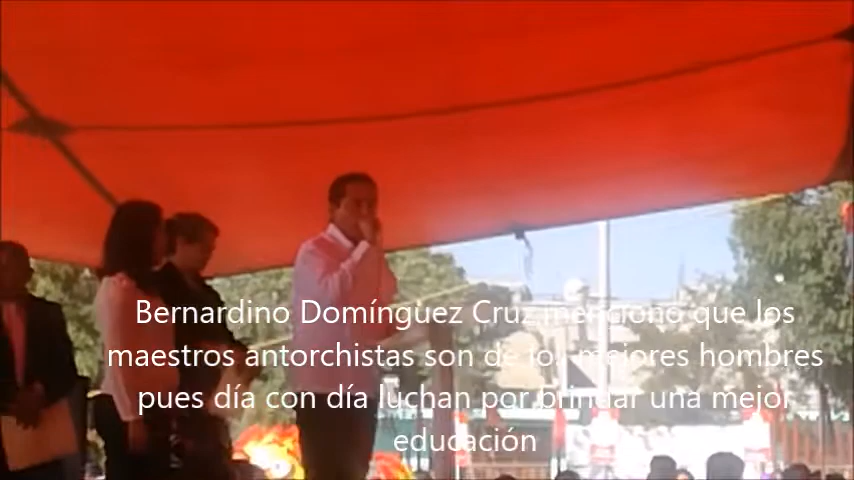 Bernardino Domínguez Cruz mencionó que los
maestros antorchistas son de los mejores hombres
pues día con día luchan por brindar una mejor
educación